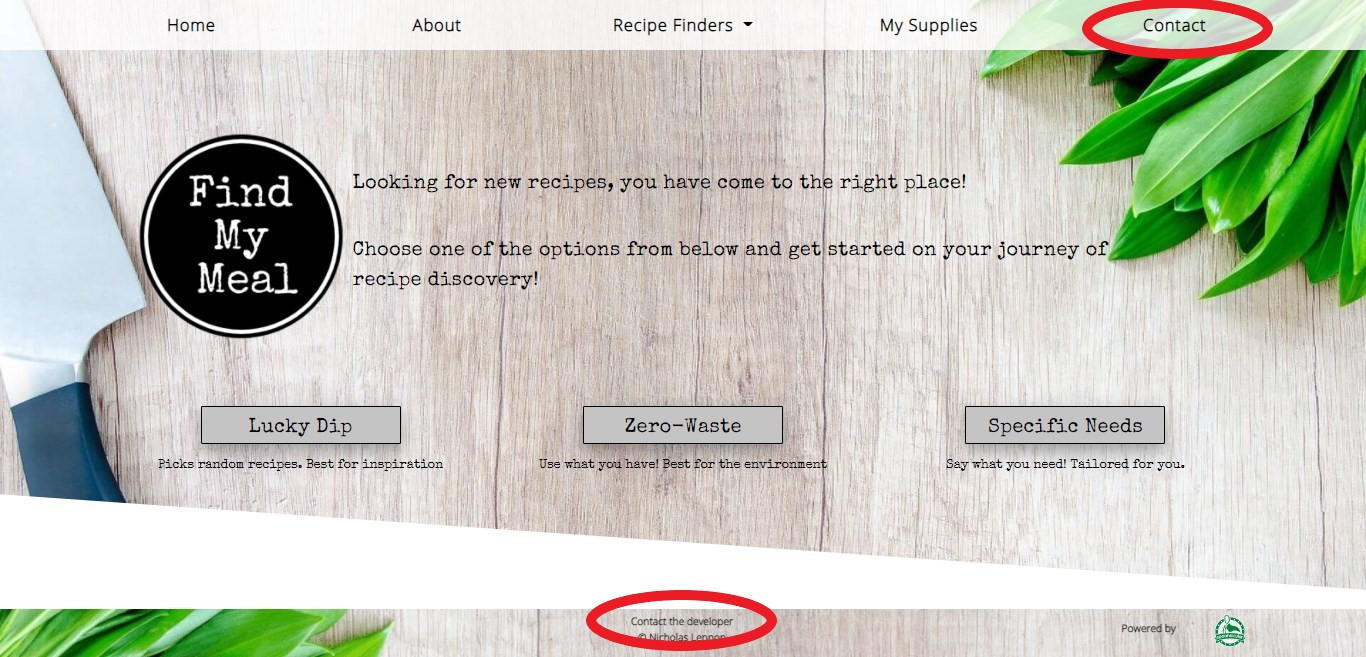 Home About Recipe Finders My Supplies Contact
Find
My
Meal
Looking for new recipes, you have come to the right place!
Choose one of the options from below and get started on your journey of
recipe discovery!
Lucky Dip Zero-Waste Specific Needs
Picks random recipes. Best for inspiration Use what you have! Best for the environment Say what you need! Tailored for you.
Contact the developer
© Nicholas Lennon
Powered by